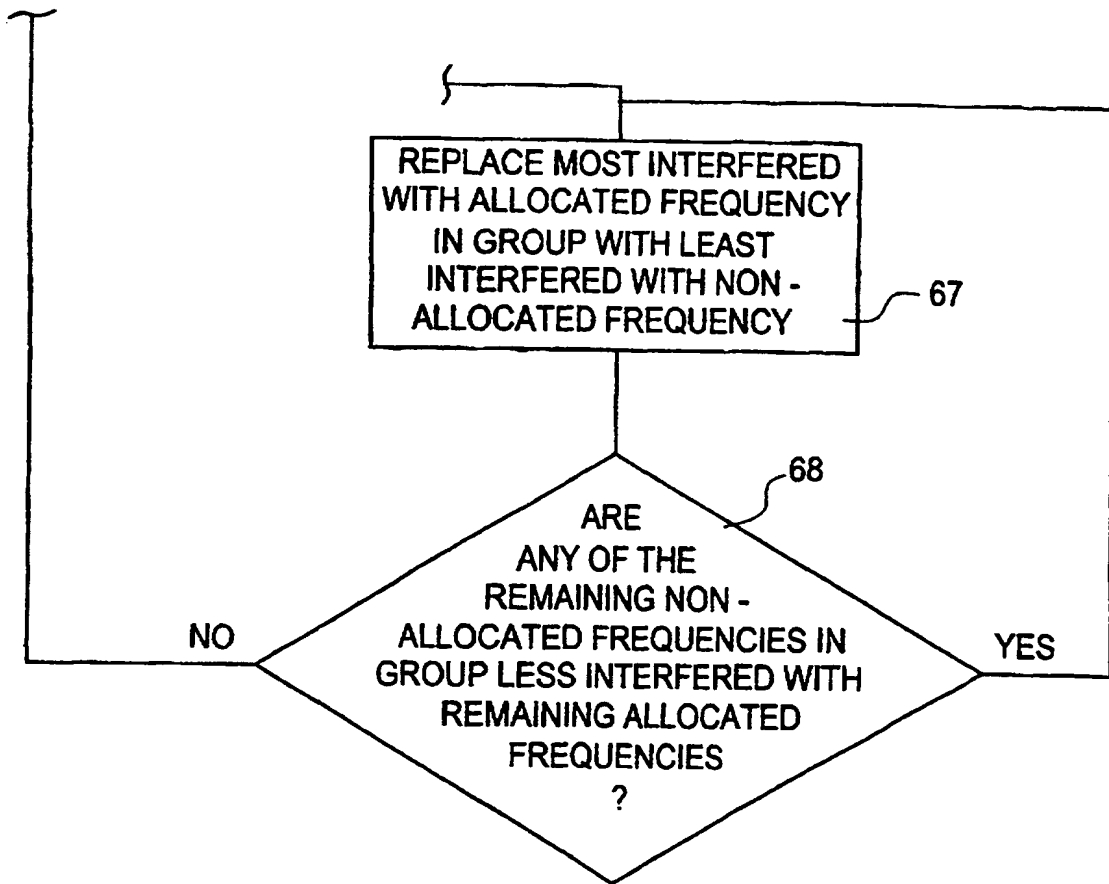 REPLACE MOST INTERFERED
WITH ALLOCATED FREQUENCY
IN GROUP WITH LEAST
INTERFERED WITH NON -
ALLOCATED FREQUENCY
67
68
ARE
ANY OF THE
REMAINING NON -
ALLOCATED FREQUENCIES IN
GROUP LESS INTERFERED WITH
REMAINING ALLOCATED
FREQUENCIES
?
NO
YES